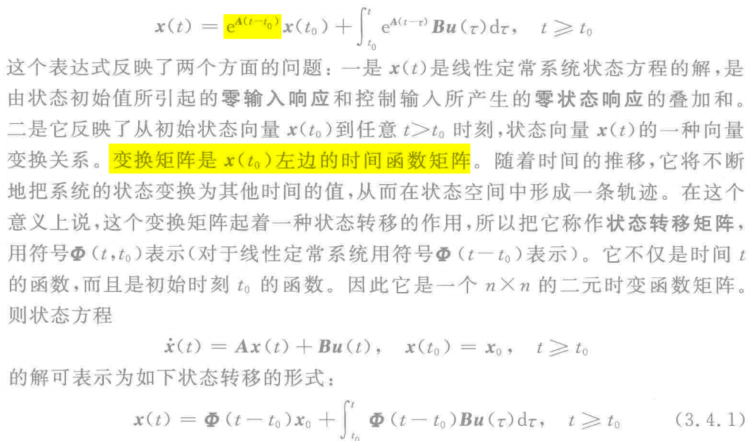 x(t) = e^{A(t−t₀)} x(t₀) + ∫_{t₀}^{t} e^{A(t−τ)} Bu(τ)dτ, t ⩾ t₀
这个表达式反映了两个方面的问题：一是 x(t)是线性定常系统状态方程的解,是
由状态初始值所引起的零输入响应和控制输入所产生的零状态响应的叠加和。
二是它反映了从初始状态向量 x(t₀)到任意 t>t₀ 时刻,状态向量 x(t)的一种向量
变换关系。变换矩阵是 x(t₀)左边的时间函数矩阵。随着时间的推移,它将不断
地把系统的状态变换为其他时间的值,从而在状态空间中形成一条轨迹。在这个
意义上说,这个变换矩阵起着一种状态转移的作用,所以把它称作状态转移矩阵,
用符号Φ(t,t₀)表示(对于线性定常系统用符号Φ(t−t₀)表示)。它不仅是时间 t
的函数,而且是初始时刻 t₀ 的函数。因此它是一个 n×n 的二元时变函数矩阵。
则状态方程
ẋ(t) = Ax(t) + Bu(t), x(t₀) = x₀, t ⩾ t₀
的解可表示为如下状态转移的形式：
x(t) = Φ(t−t₀)x₀ + ∫_{t₀}^{t} Φ(t−t₀)Bu(τ)dτ, t ⩾ t₀ (3.4.1)